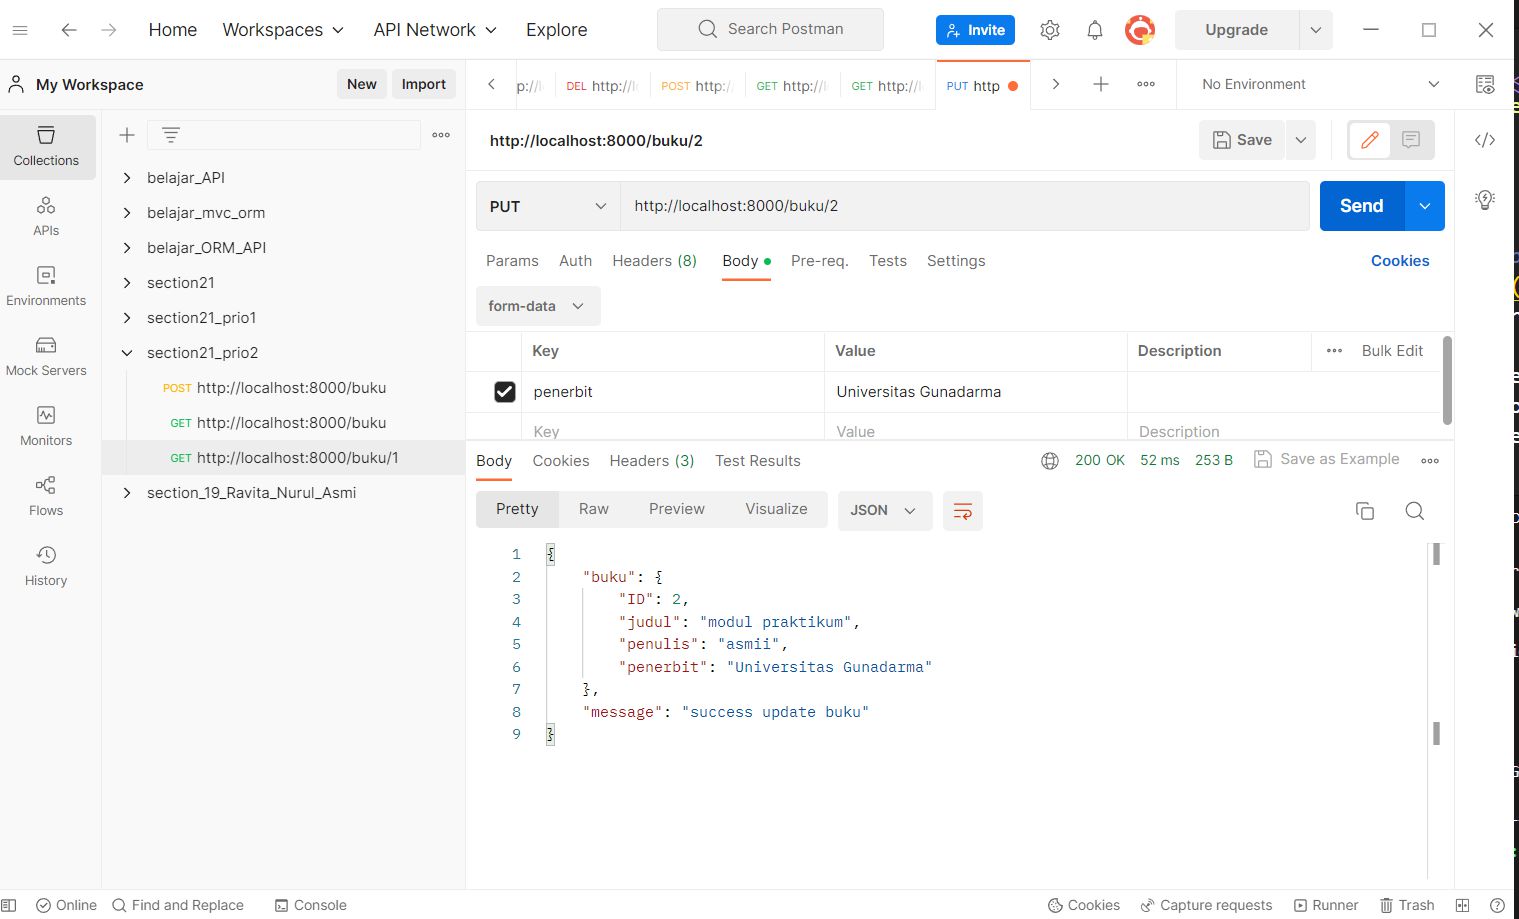 Home Workspaces API Network Explore Search Postman Invite Upgrade
My Workspace New Import p://l DEL http://l POST http:/ GET http://l GET http://l PUT http No Environment
http://localhost:8000/buku/2 Save
Collections
APIs
Environments
Mock Servers
Monitors
Flows
History
belajar_API
belajar_mvc_orm
belajar_ORM_API
section21
section21_prio1
section21_prio2
POST http://localhost:8000/buku
GET http://localhost:8000/buku
GET http://localhost:8000/buku/1
section_19_Ravita_Nurul_Asmi
PUT http://localhost:8000/buku/2 Send
Params Auth Headers (8) Body Pre-req. Tests Settings Cookies
form-data
Key Value Description Bulk Edit
penerbit Universitas Gunadarma
Key Value Description
Body Cookies Headers (3) Test Results 200 OK 52 ms 253 B Save as Example
Pretty Raw Preview Visualize JSON
1 {
2 "buku": {
3 "ID": 2,
4 "judul": "modul praktikum",
5 "penulis": "asmii",
6 "penerbit": "Universitas Gunadarma"
7 },
8 "message": "success update buku"
9 }
Online Find and Replace Console Cookies Capture requests Runner Trash